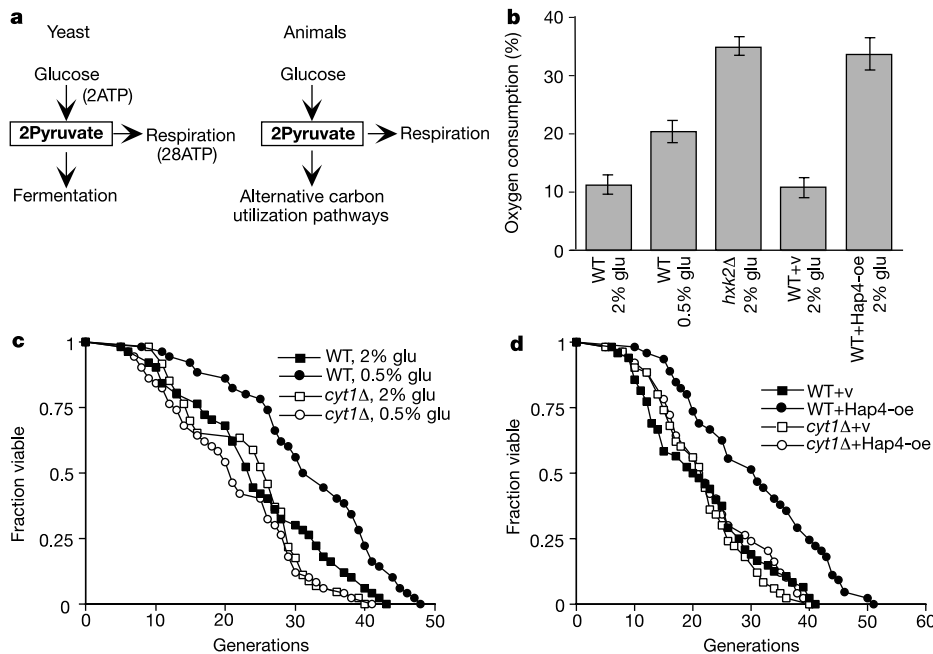 a
Yeast
Animals
Glucose
(2ATP)
Glucose
2Pyruvate
Respiration
(28ATP)
2Pyruvate
Respiration
Fermentation
Alternative carbon
utilization pathways
b
Oxygen consumption (%)
40
30
20
10
0
WT
2% glu
WT
0.5% glu
hxk2Δ
2% glu
WT+v
2% glu
WT+Hap4-oe
2% glu
c
WT, 2% glu
WT, 0.5% glu
cyt1Δ, 2% glu
cyt1Δ, 0.5% glu
Fraction viable
1
0.75
0.5
0.25
0
0 10 20 30 40 50
Generations
d
WT+v
WT+Hap4-oe
cyt1Δ+v
cyt1Δ+Hap4-oe
Fraction viable
1
0.75
0.5
0.25
0
0 10 20 30 40 50 60
Generations